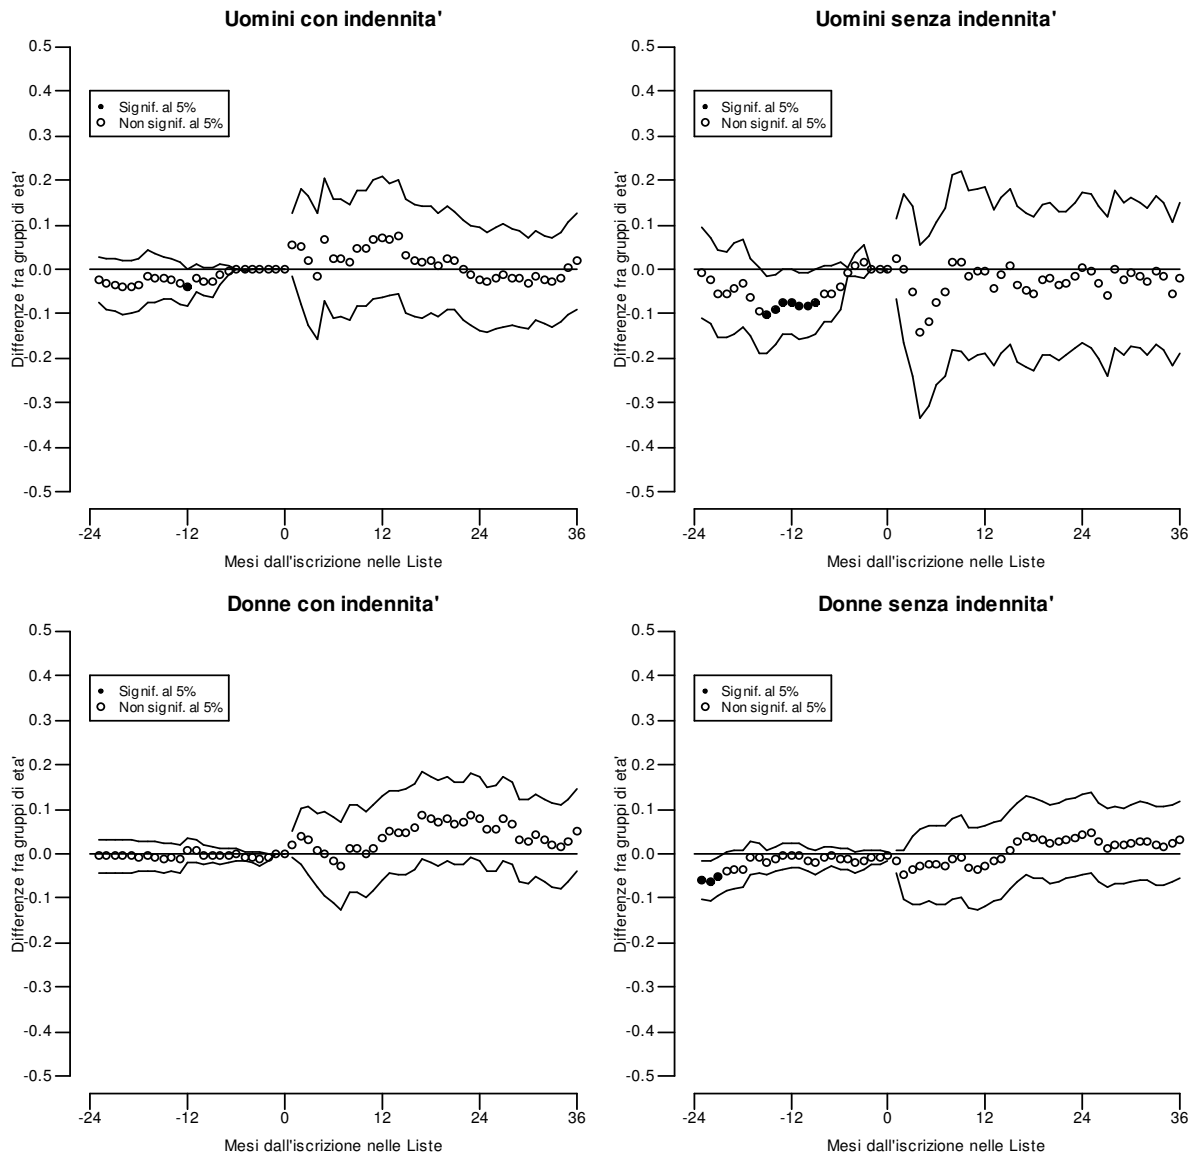 Uomini con indennita'
0.5
0.4
0.3
0.2
0.1
0.0
-0.1
-0.2
-0.3
-0.4
-0.5
Differenze fra gruppi di eta'
Signif. al 5%
Non signif. al 5%
-24 -12 0 12 24 36
Mesi dall'iscrizione nelle Liste
Uomini senza indennita'
0.5
0.4
0.3
0.2
0.1
0.0
-0.1
-0.2
-0.3
-0.4
-0.5
Differenze fra gruppi di eta'
Signif. al 5%
Non signif. al 5%
-24 -12 0 12 24 36
Mesi dall'iscrizione nelle Liste
Donne con indennita'
0.5
0.4
0.3
0.2
0.1
0.0
-0.1
-0.2
-0.3
-0.4
-0.5
Differenze fra gruppi di eta'
Signif. al 5%
Non signif. al 5%
-24 -12 0 12 24 36
Mesi dall'iscrizione nelle Liste
Donne senza indennita'
0.5
0.4
0.3
0.2
0.1
0.0
-0.1
-0.2
-0.3
-0.4
-0.5
Differenze fra gruppi di eta'
Signif. al 5%
Non signif. al 5%
-24 -12 0 12 24 36
Mesi dall'iscrizione nelle Liste